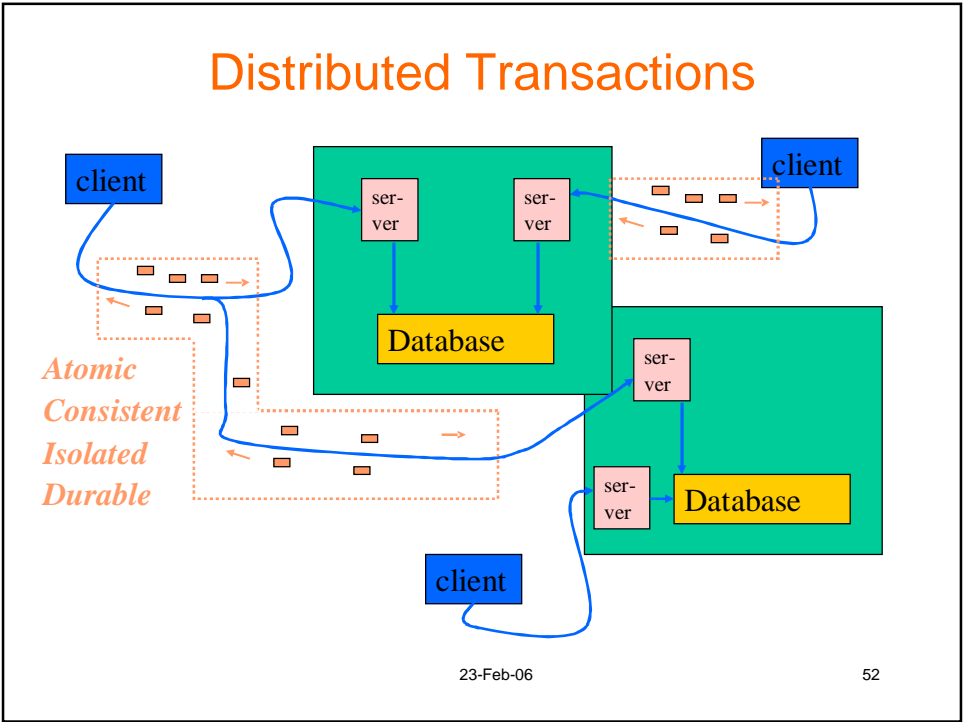 Distributed Transactions
client
client
ser-
ver
ser-
ver
Database
Atomic
Consistent
Isolated
Durable
ser-
ver
ser-
ver
Database
client
23-Feb-06
52